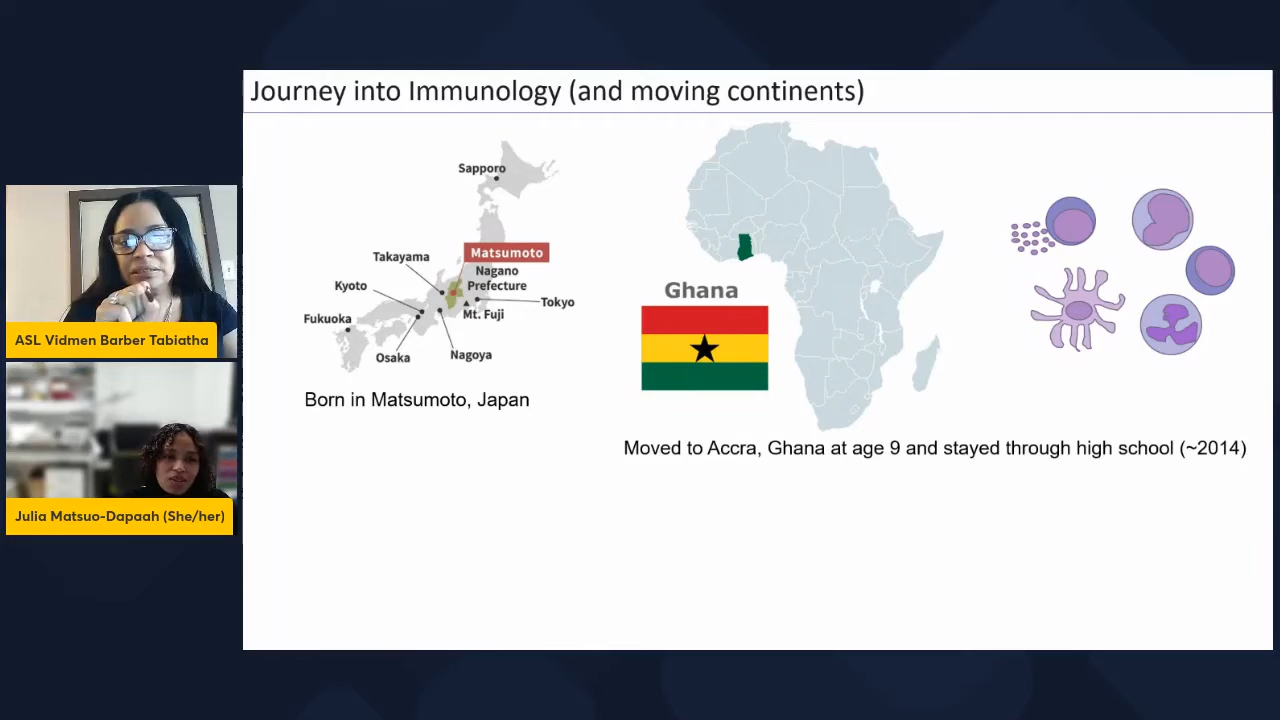 Journey into Immunology (and moving continents)
Sapporo
Matsumoto
Takayama
Nagano
Prefecture
Kyoto
Tokyo
Mt. Fuji
Fukuoka
Osaka
Nagoya
Born in Matsumoto, Japan
Ghana
Moved to Accra, Ghana at age 9 and stayed through high school (~2014)
ASL Vidmen Barber Tabiatha
Julia Matsuo-Dapaah (She/her)